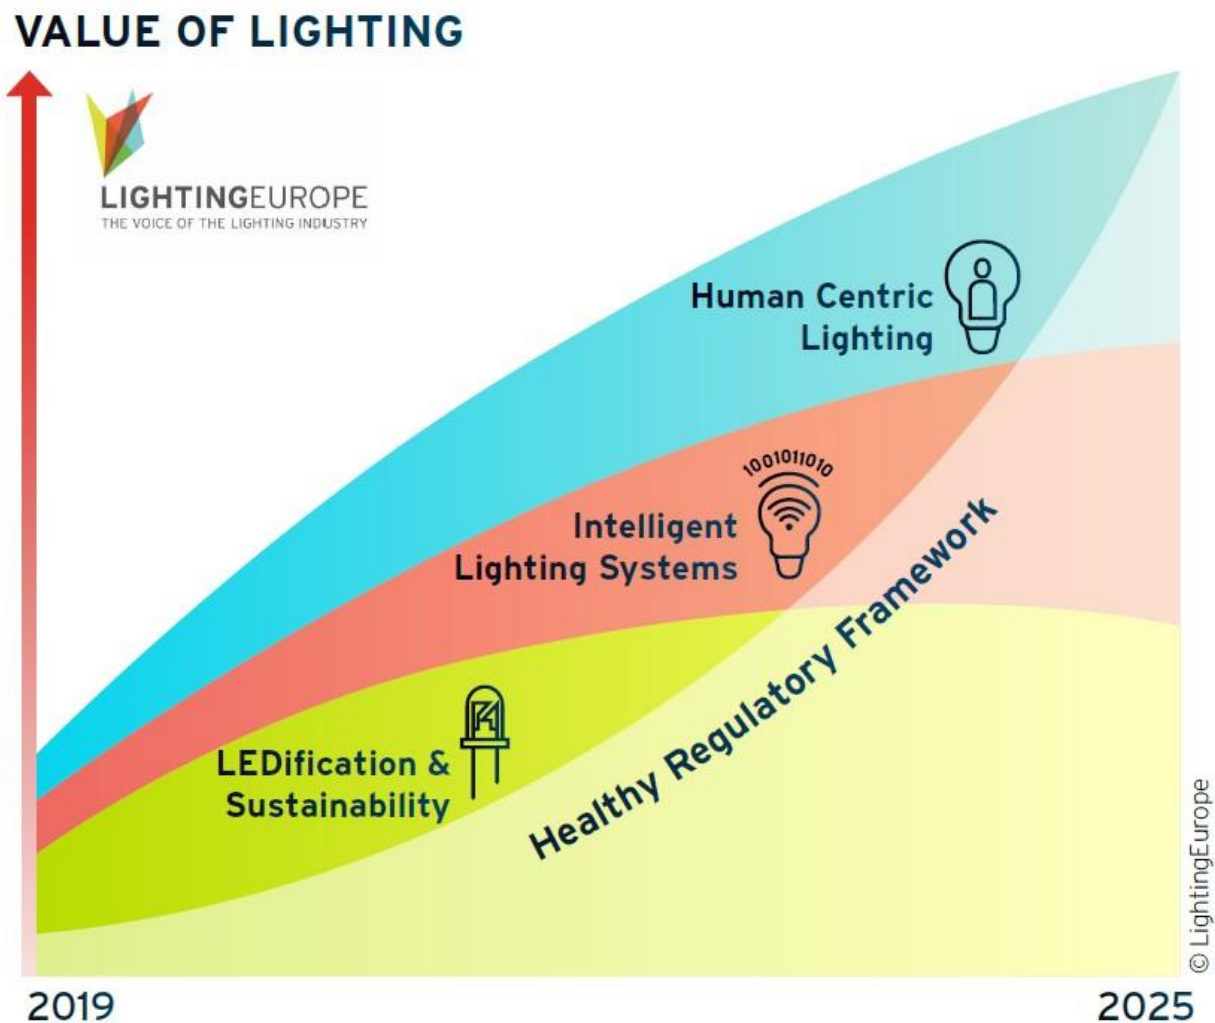 VALUE OF LIGHTING
LIGHTINGEUROPE
THE VOICE OF THE LIGHTING INDUSTRY
Human Centric
Lighting
1001011010
Intelligent
Lighting Systems
Healthy Regulatory Framework
LEDification &
Sustainability
© LightingEurope
2019
2025